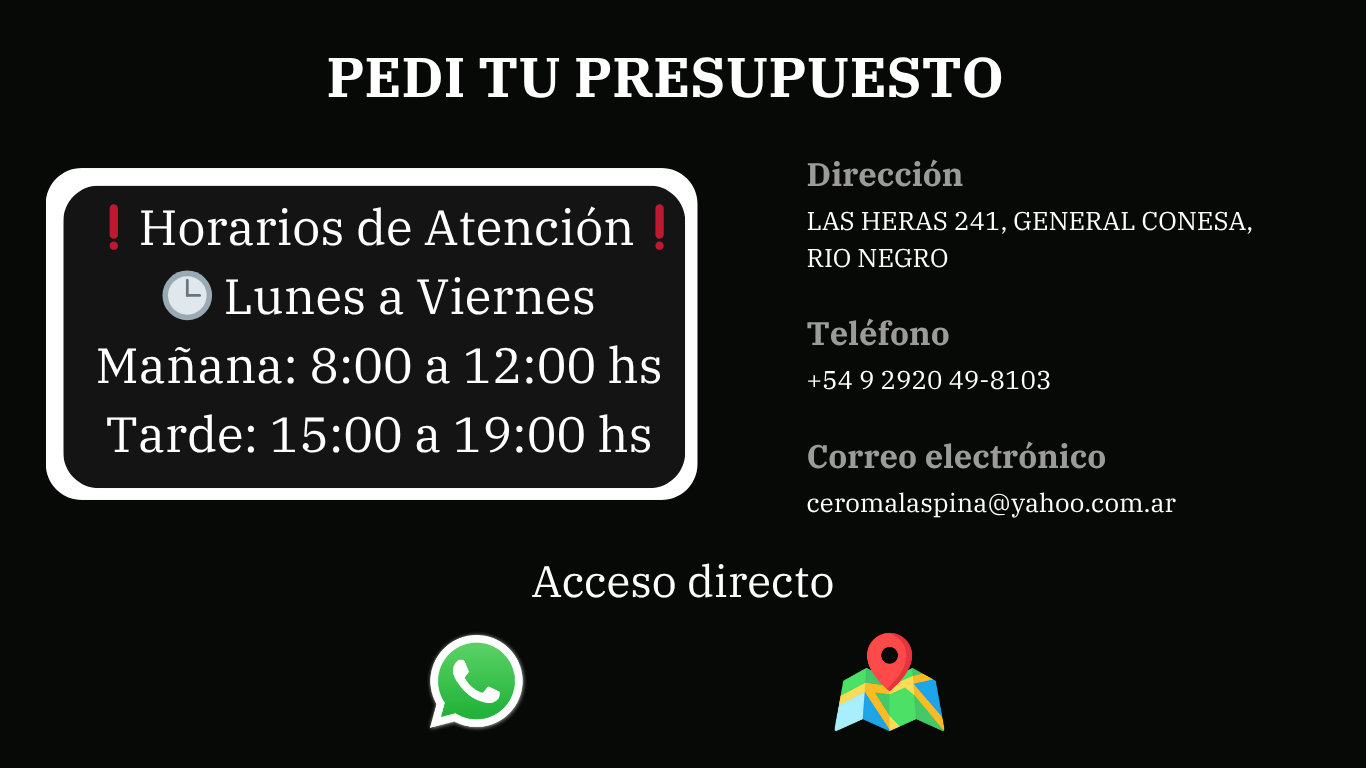 PEDI TU PRESUPUESTO
❗Horarios de Atención❗
🕒 Lunes a Viernes
Mañana: 8:00 a 12:00 hs
Tarde: 15:00 a 19:00 hs
Dirección
LAS HERAS 241, GENERAL CONESA,
RIO NEGRO
Teléfono
+54 9 2920 49-8103
Correo electrónico
ceromalaspina@yahoo.com.ar
Acceso directo